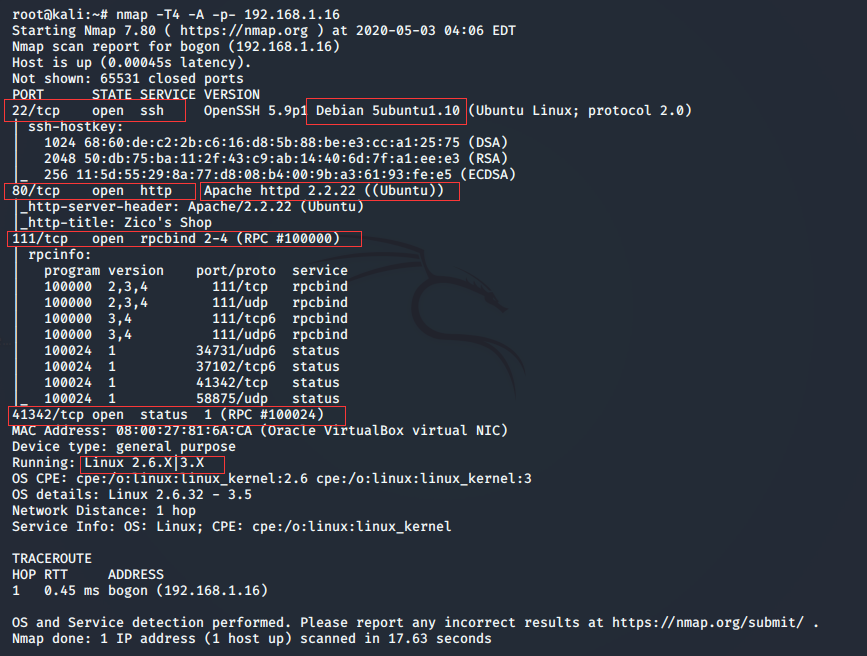 root@kali:~# nmap -T4 -A -p- 192.168.1.16
Starting Nmap 7.80 ( https://nmap.org ) at 2020-05-03 04:06 EDT
Nmap scan report for bogon (192.168.1.16)
Host is up (0.00045s latency).
Not shown: 65531 closed ports
PORT      STATE SERVICE VERSION
22/tcp    open  ssh     OpenSSH 5.9p1 Debian 5ubuntu1.10 (Ubuntu Linux; protocol 2.0)
| ssh-hostkey:
|   1024 68:60:de:c2:2b:c6:16:d8:5b:88:be:e3:cc:a1:25:75 (DSA)
|   2048 50:db:75:ba:11:2f:43:c9:ab:14:40:6d:7f:a1:ee:e3 (RSA)
|_  256 11:5d:55:29:8a:77:d8:08:b4:00:9b:a3:61:93:fe:e5 (ECDSA)
80/tcp    open  http    Apache httpd 2.2.22 ((Ubuntu))
|_http-server-header: Apache/2.2.22 (Ubuntu)
|_http-title: Zico's Shop
111/tcp   open  rpcbind 2-4 (RPC #100000)
| rpcinfo:
|   program version    port/proto  service
|   100000  2,3,4        111/tcp   rpcbind
|   100000  2,3,4        111/udp   rpcbind
|   100000  3,4          111/tcp6  rpcbind
|   100000  3,4          111/udp6  rpcbind
|   100024  1          34731/udp6  status
|   100024  1          37102/tcp6  status
|   100024  1          41342/tcp   status
|_  100024  1          58875/udp   status
41342/tcp open  status  1 (RPC #100024)
MAC Address: 08:00:27:81:6A:CA (Oracle VirtualBox virtual NIC)
Device type: general purpose
Running: Linux 2.6.X|3.X
OS CPE: cpe:/o:linux:linux_kernel:2.6 cpe:/o:linux:linux_kernel:3
OS details: Linux 2.6.32 - 3.5
Network Distance: 1 hop
Service Info: OS: Linux; CPE: cpe:/o:linux:linux_kernel
TRACEROUTE
HOP RTT     ADDRESS
1   0.45 ms bogon (192.168.1.16)
OS and Service detection performed. Please report any incorrect results at https://nmap.org/submit/ .
Nmap done: 1 IP address (1 host up) scanned in 17.63 seconds